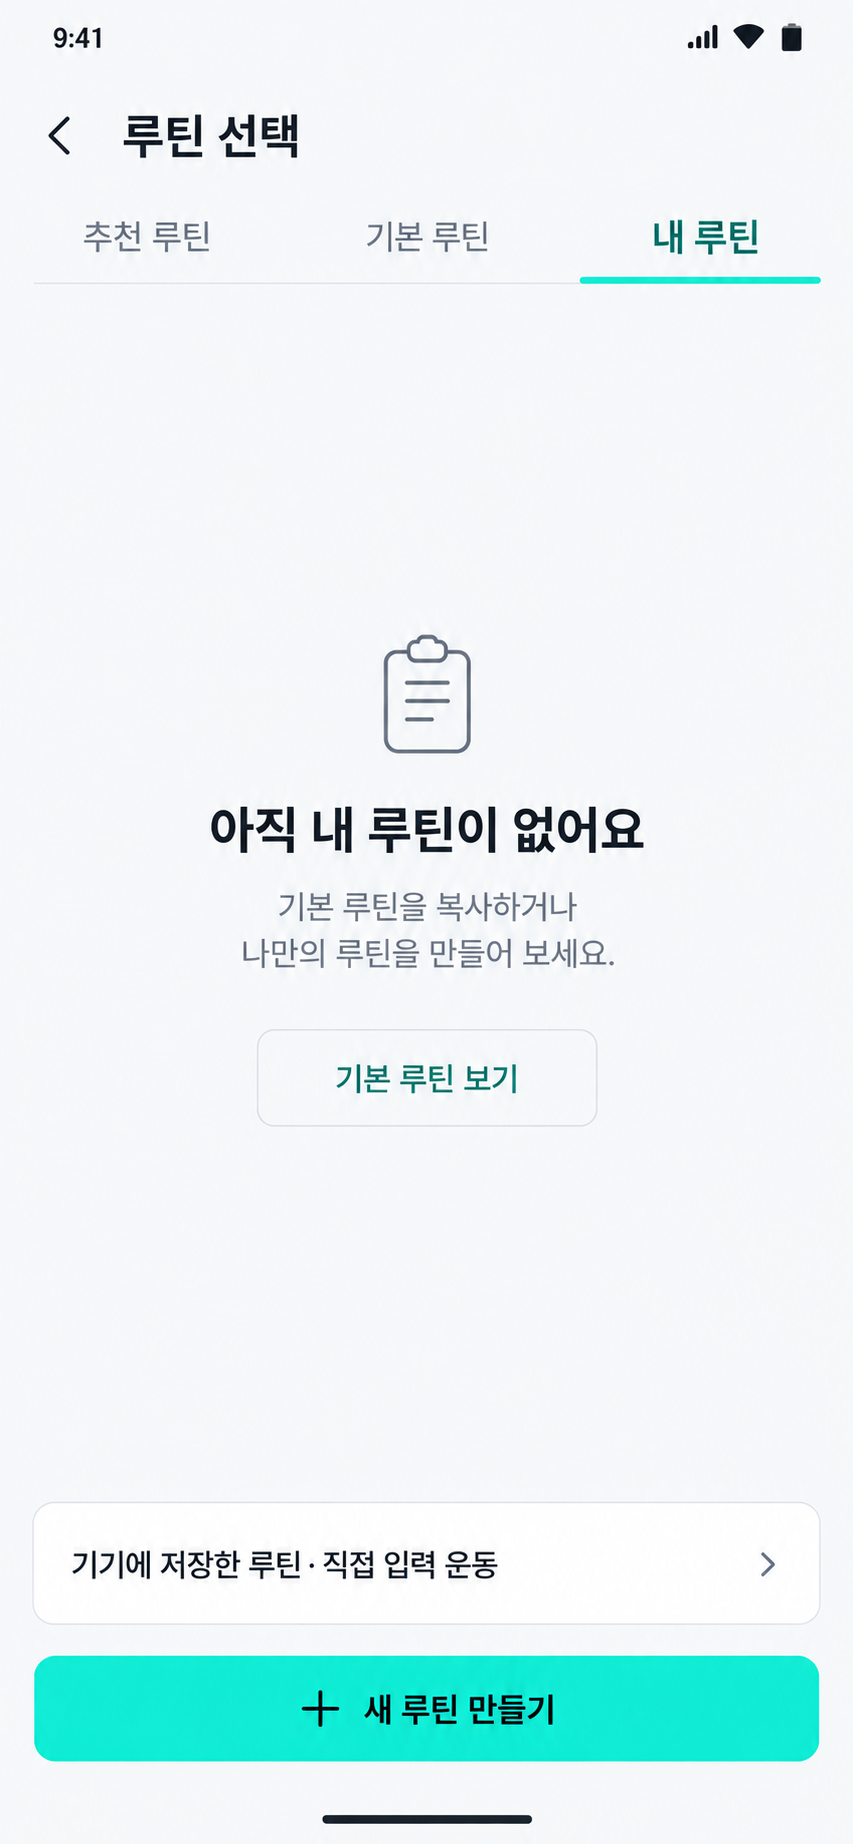 9:41
루틴 선택
추천 루틴
기본 루틴
내 루틴
아직 내 루틴이 없어요
기본 루틴을 복사하거나
나만의 루틴을 만들어 보세요.
기본 루틴 보기
기기에 저장한 루틴 · 직접 입력 운동
새 루틴 만들기